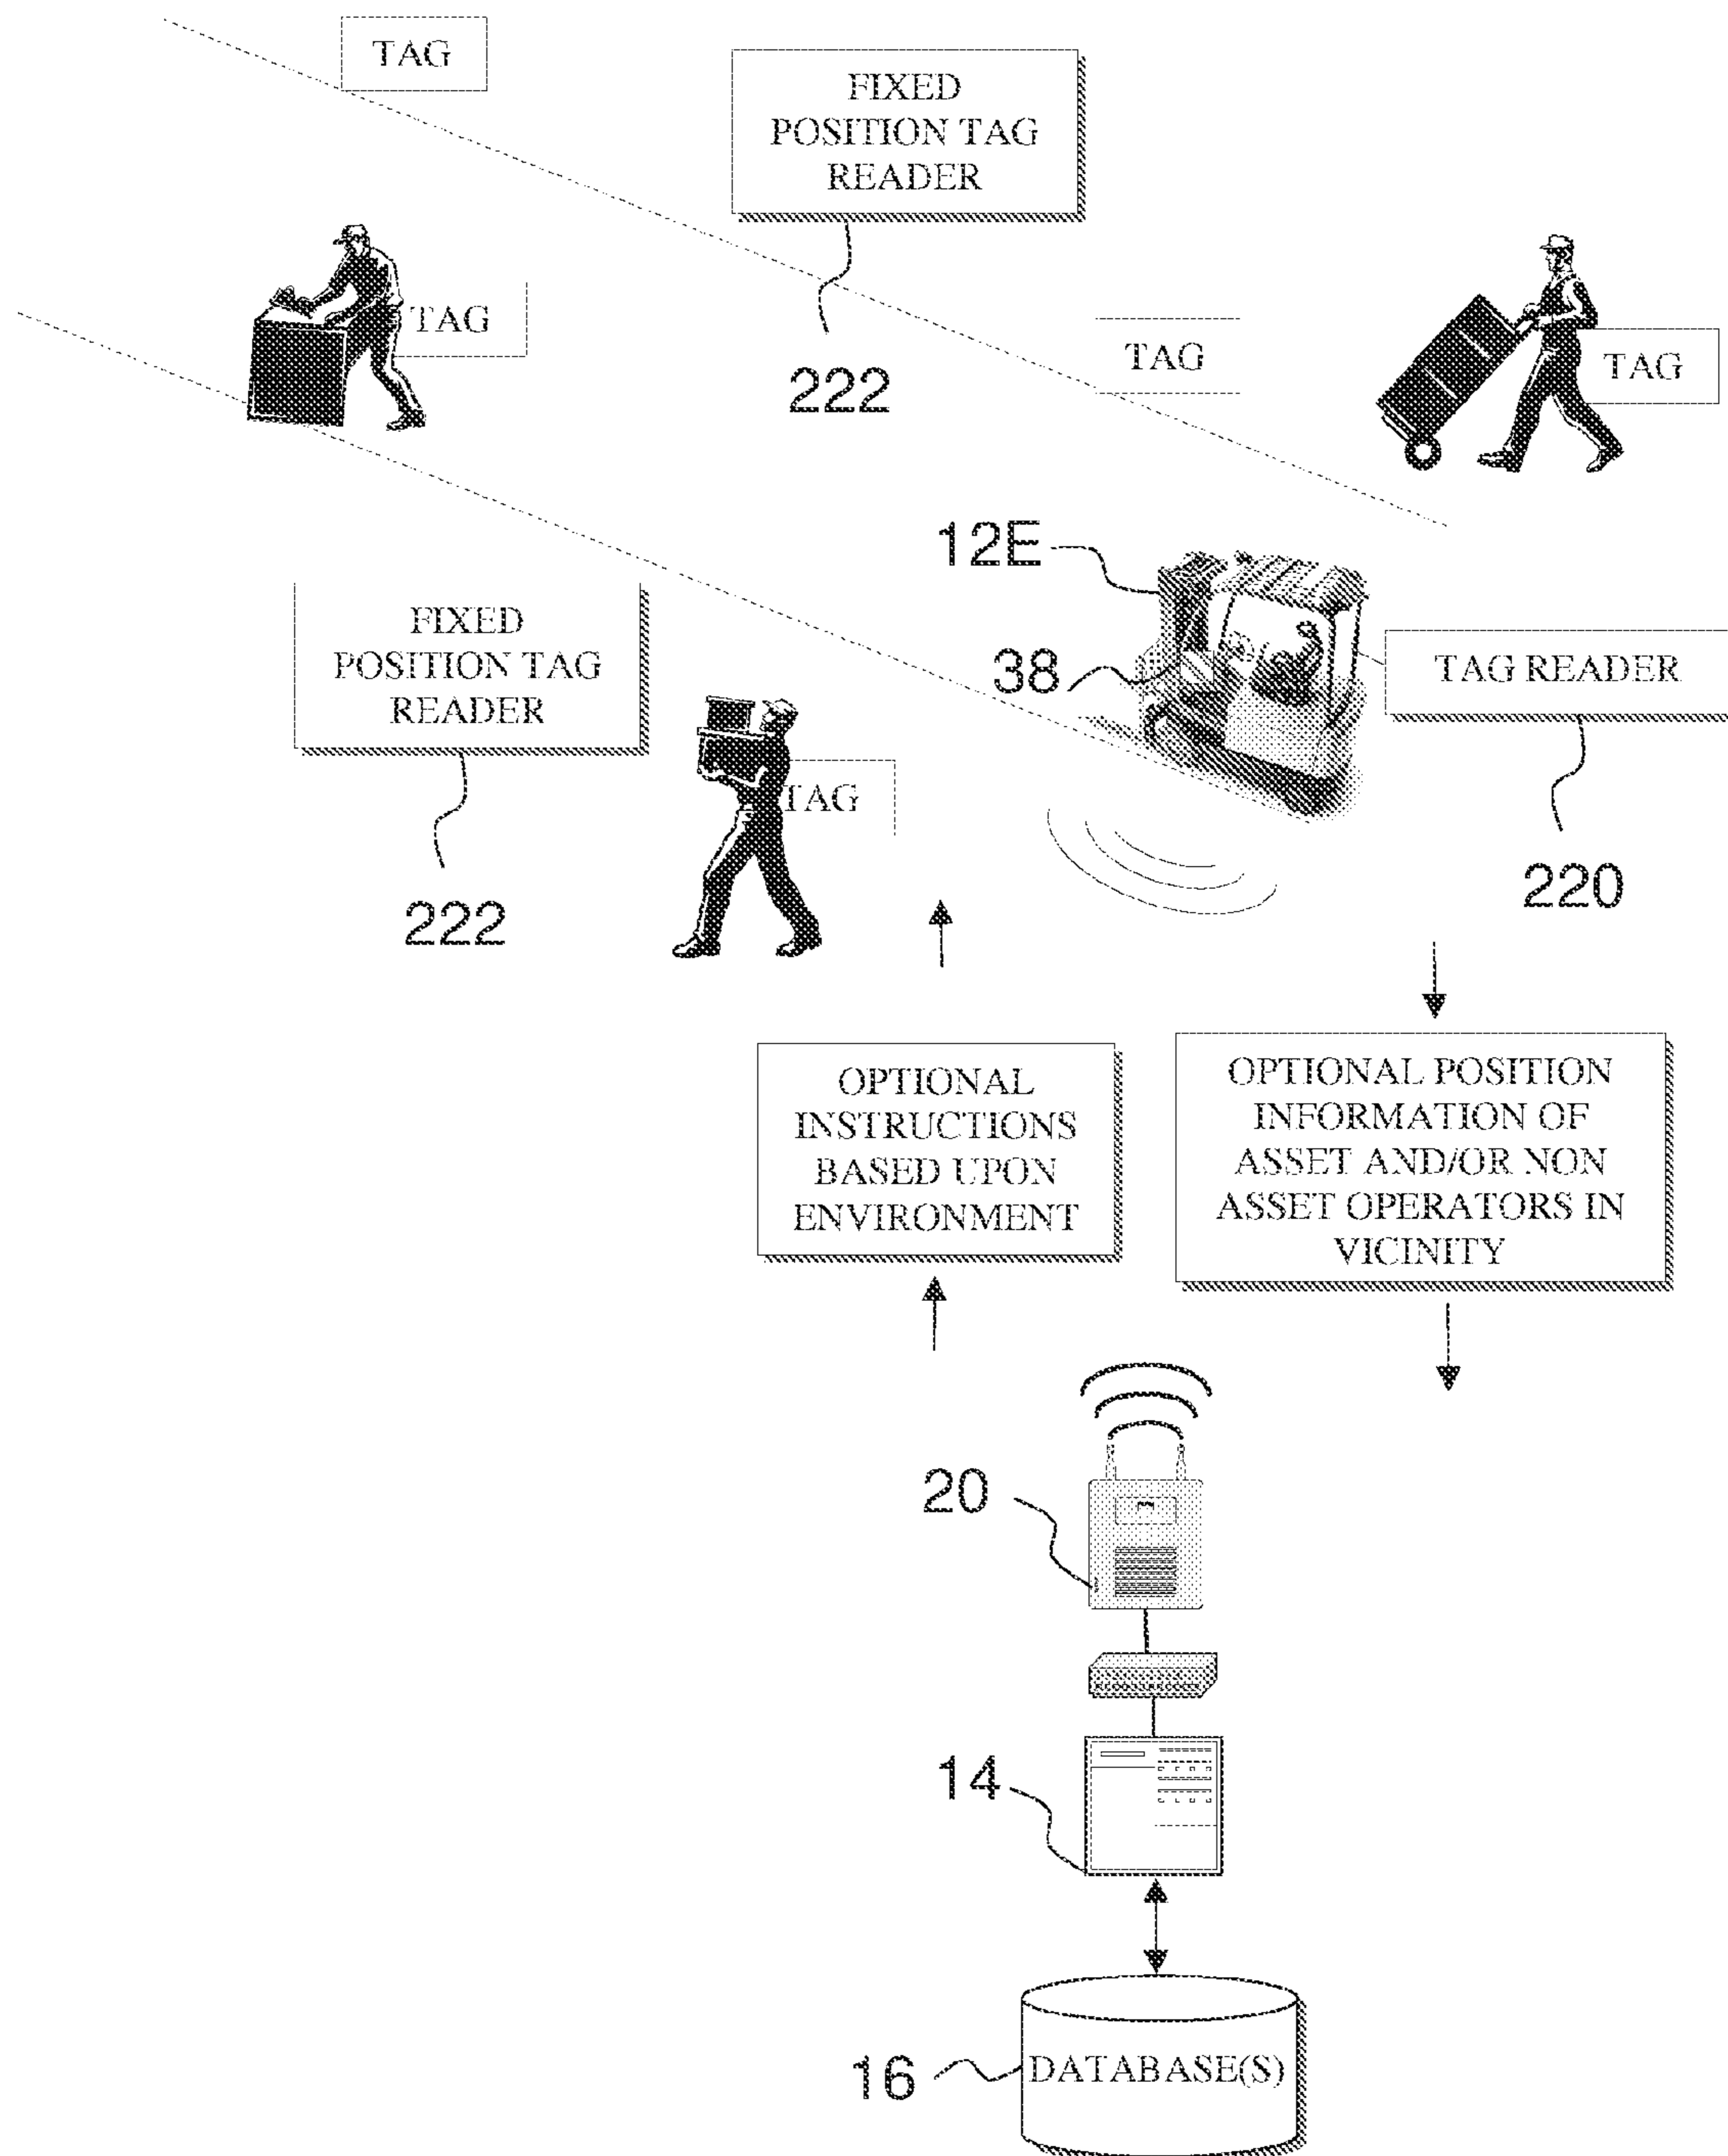 TAG
FIXED
POSITION TAG
READER
222
TAG
TAG
TAG
12E
38
TAG READER
220
FIXED
POSITION TAG
READER
222
TAG
OPTIONAL
INSTRUCTIONS
BASED UPON
ENVIRONMENT
OPTIONAL POSITION
INFORMATION OF
ASSET AND/OR NON
ASSET OPERATORS IN
VICINITY
20
14
16
DATABASE(S)